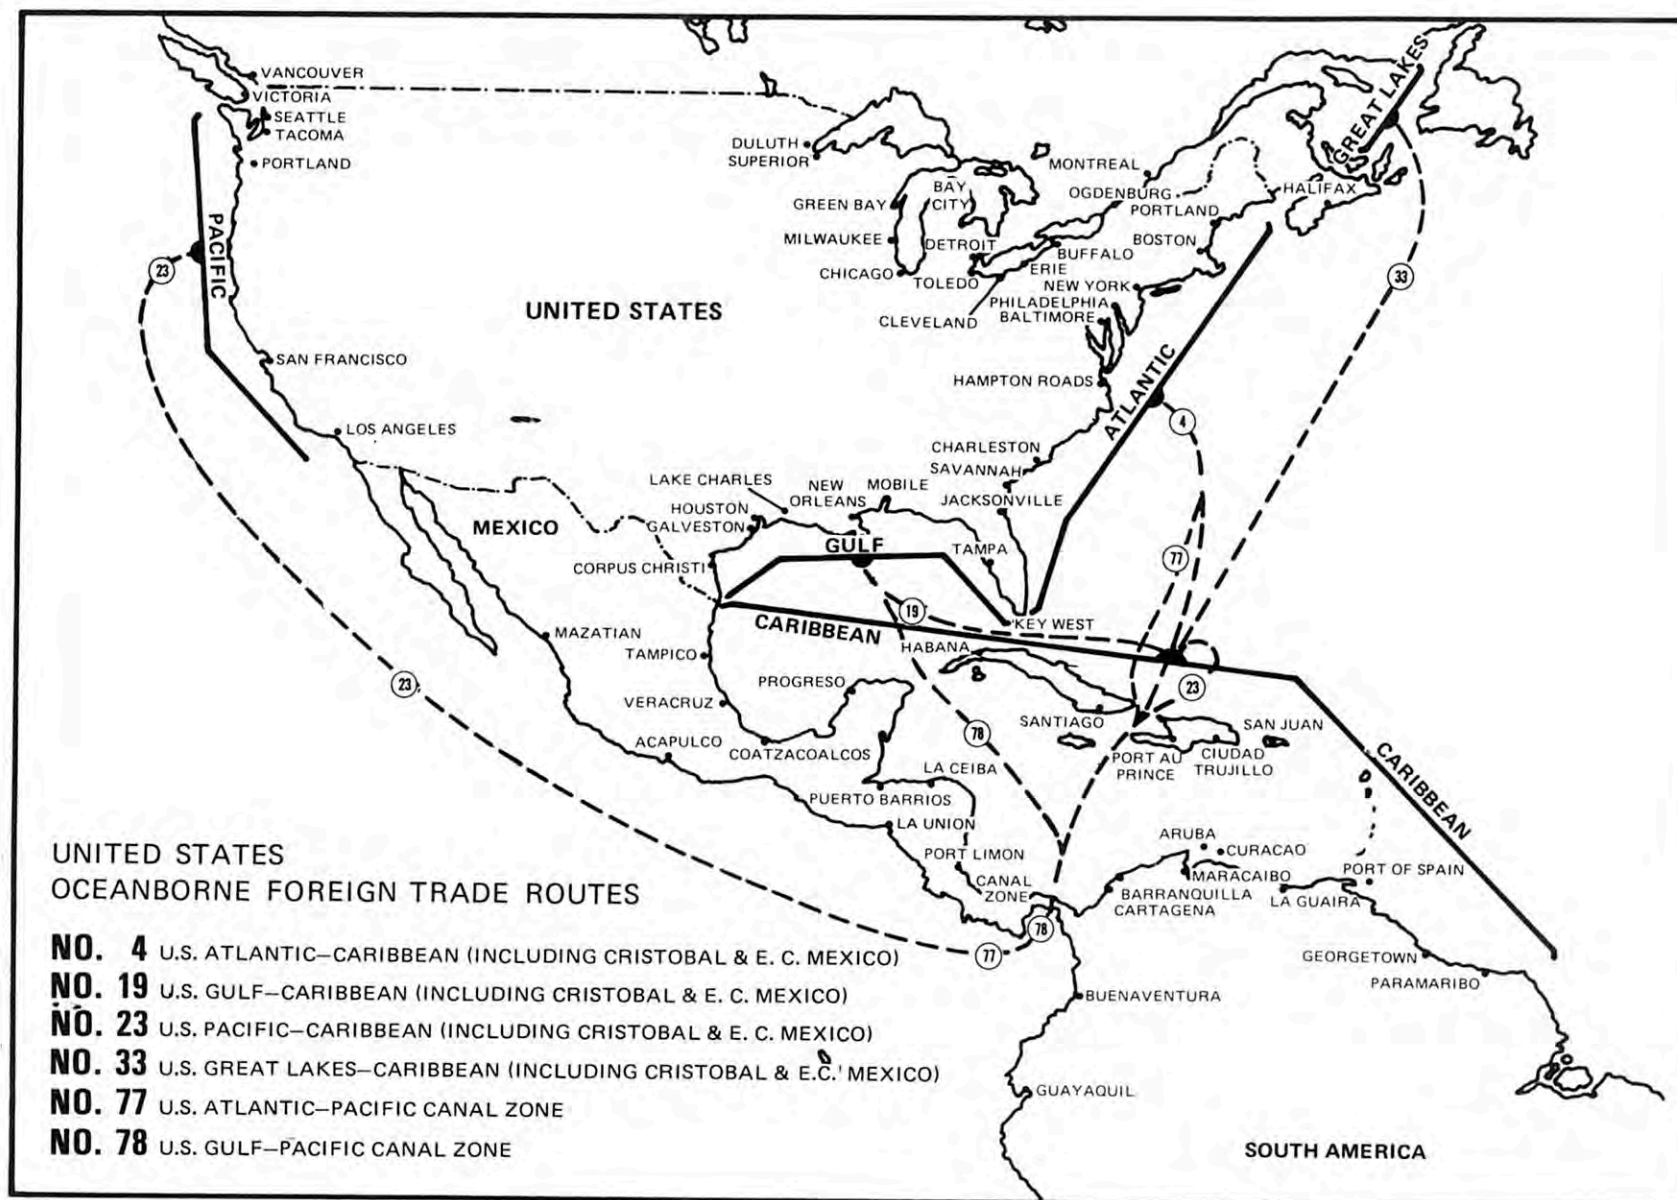 VANCOUVER
VICTORIA
SEATTLE
TACOMA
PORTLAND
PACIFIC
23
SAN FRANCISCO
LOS ANGELES
UNITED STATES
DULUTH
SUPERIOR
GREEN BAY
MILWAUKEE
CHICAGO
BAY
CITY
DETROIT
TOLEDO
CLEVELAND
ERIE
BUFFALO
MONTREAL
OGDENBURG
PORTLAND
BOSTON
NEW YORK
PHILADELPHIA
BALTIMORE
HAMPTON ROADS
HALIFAX
GREAT LAKES
33
ATLANTIC
4
CHARLESTON
SAVANNAH
JACKSONVILLE
LAKE CHARLES
NEW
ORLEANS
MOBILE
HOUSTON
GALVESTON
GULF
TAMPA
CORPUS CHRISTI
MEXICO
77
19
KEY WEST
CARIBBEAN
HABANA
MAZATIAN
TAMPICO
PROGRESO
VERACRUZ
23
23
SANTIAGO
SAN JUAN
78
ACAPULCO
COATZACOALCOS
PORT AU
PRINCE
CIUDAD
TRUJILLO
CARIBBEAN
LA CEIBA
PUERTO BARRIOS
LA UNION
PORT LIMON
CANAL
ZONE
ARUBA
CURACAO
MARACAIBO
BARRANQUILLA
CARTAGENA
LA GUAIRA
PORT OF SPAIN
78
77
GEORGETOWN
PARAMARIBO
BUENAVENTURA
GUAYAQUIL
SOUTH AMERICA
UNITED STATES
OCEANBORNE FOREIGN TRADE ROUTES
NO. 4 U.S. ATLANTIC–CARIBBEAN (INCLUDING CRISTOBAL & E. C. MEXICO)
NO. 19 U.S. GULF–CARIBBEAN (INCLUDING CRISTOBAL & E. C. MEXICO)
NO. 23 U.S. PACIFIC–CARIBBEAN (INCLUDING CRISTOBAL & E. C. MEXICO)
NO. 33 U.S. GREAT LAKES–CARIBBEAN (INCLUDING CRISTOBAL & E.C. MEXICO)
NO. 77 U.S. ATLANTIC–PACIFIC CANAL ZONE
NO. 78 U.S. GULF–PACIFIC CANAL ZONE